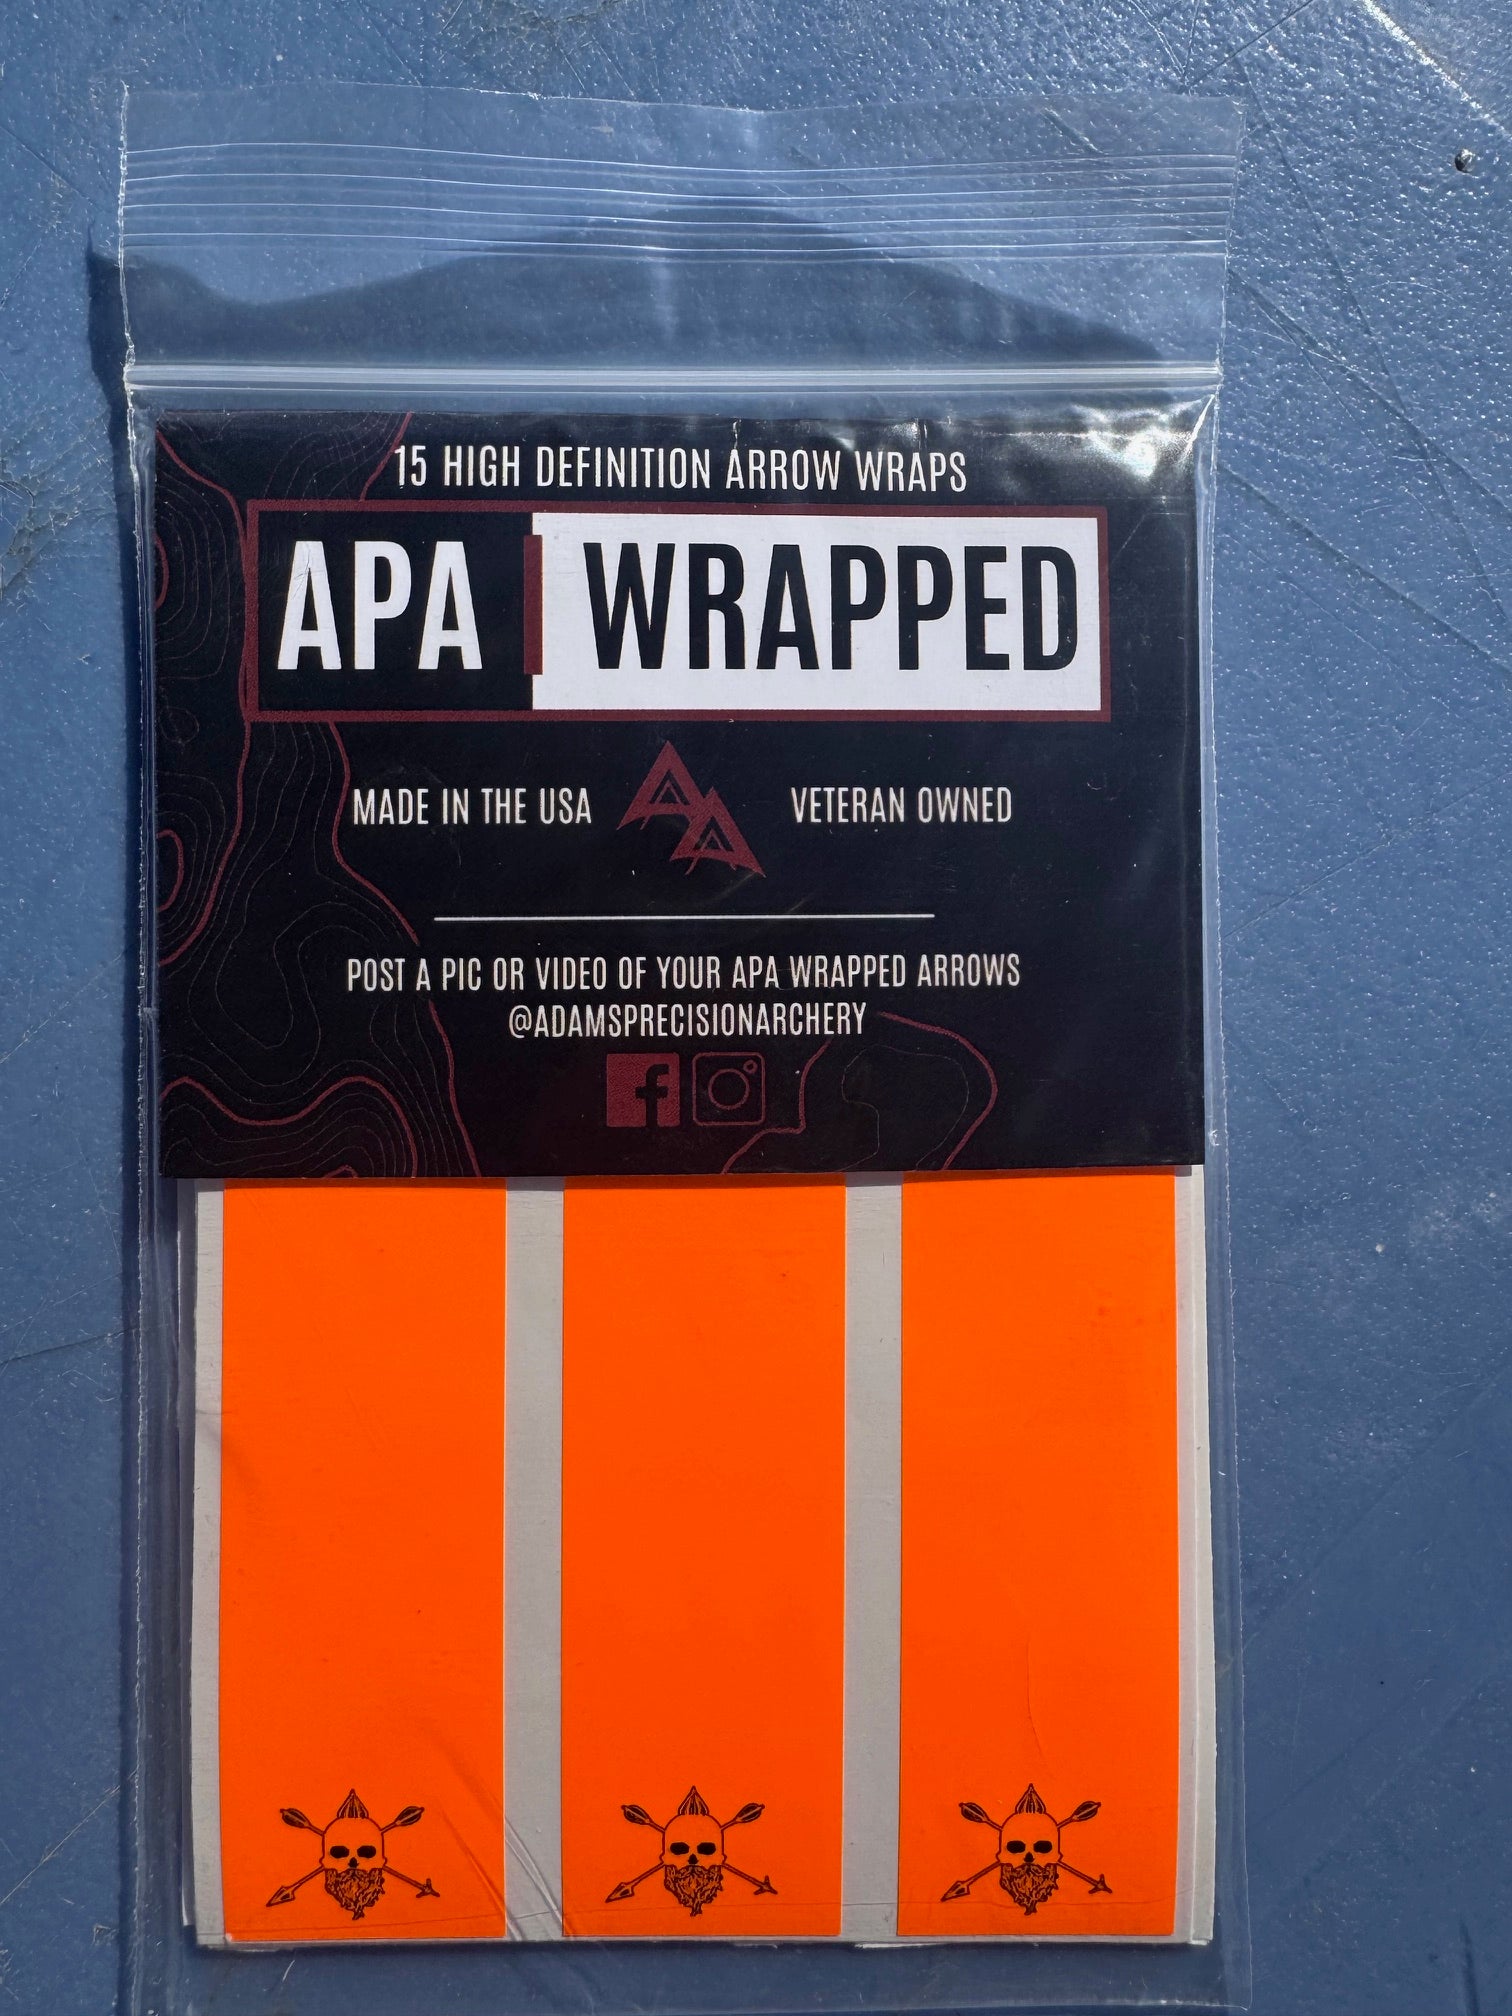 15 HIGH DEFINITION ARROW WRAPS
APA | WRAPPED
MADE IN THE USA
VETERAN OWNED
POST A PIC OR VIDEO OF YOUR APA WRAPPED ARROWS
@ADAMSPRECISIONARCHERY